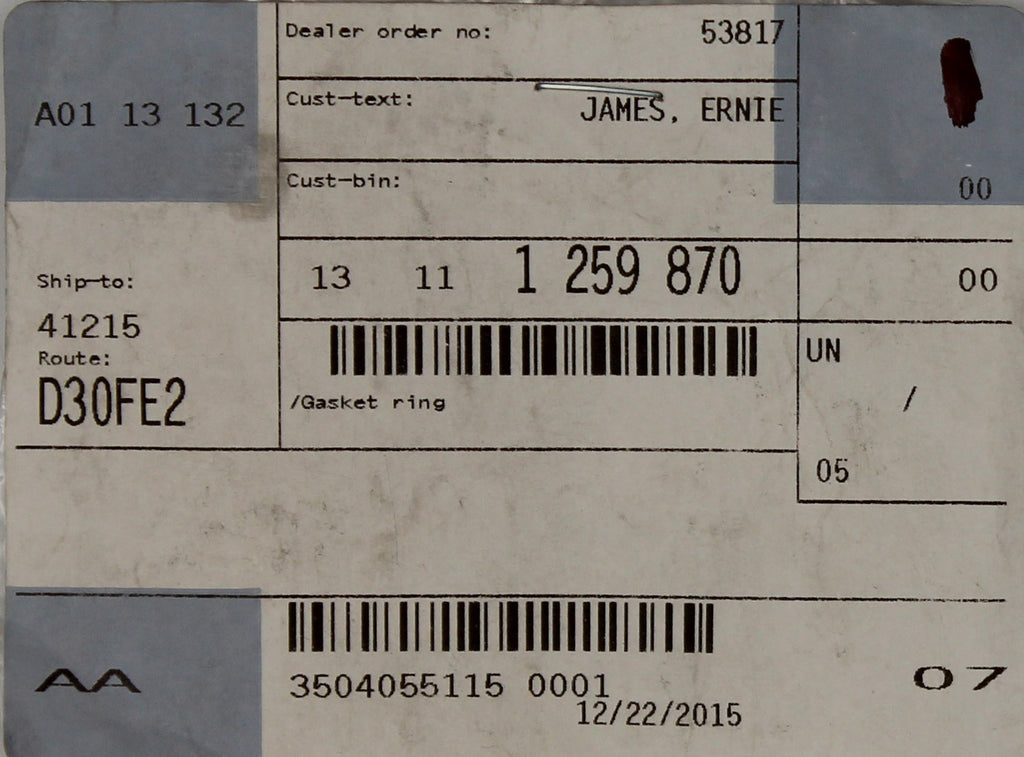 Dealer order no: 53817
A01 13 132
Cust-text: JAMES, ERNIE
Cust-bin:
00
Ship-to:
41215
Route:
D30FE2
13 11 1 259 870
00
/Gasket ring
UN
/
05
AA
3504055115 0001
12/22/2015
07